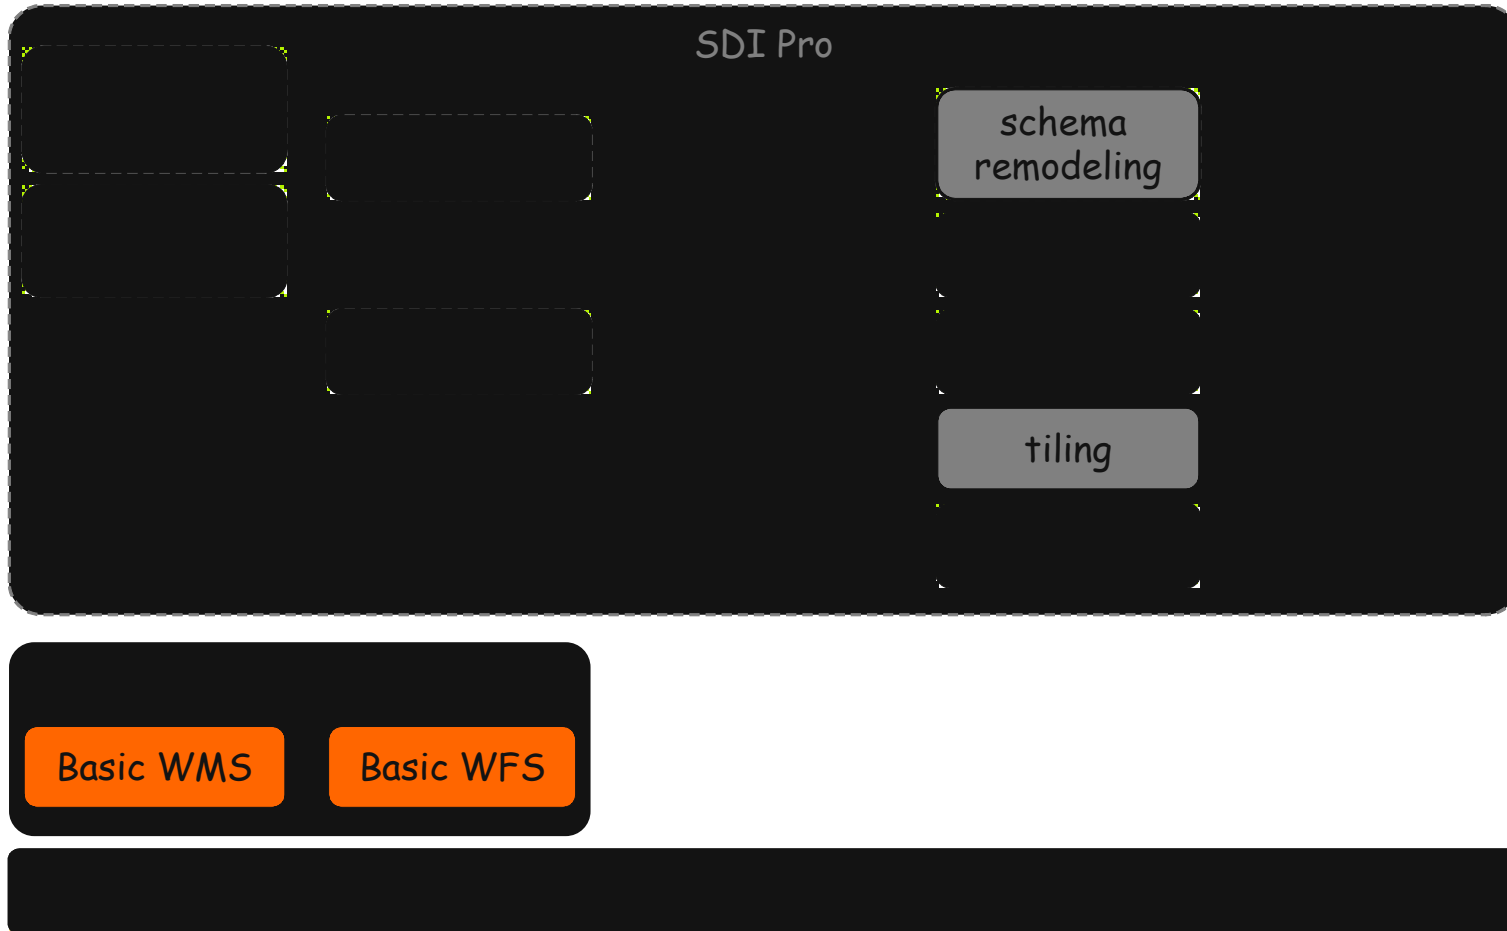 SDI Pro
schema
remodeling
tiling
Basic WMS
Basic WFS